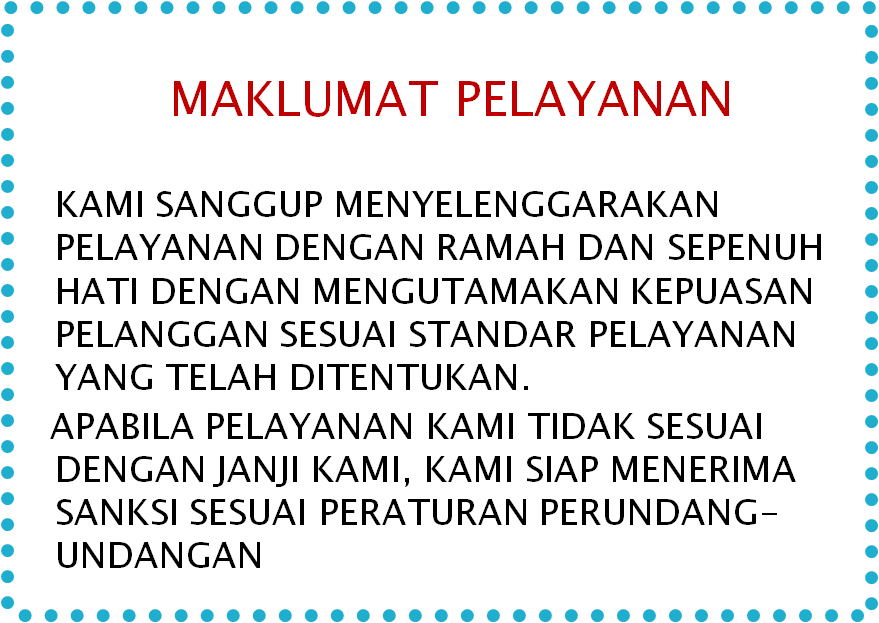 MAKLUMAT PELAYANAN
KAMI SANGGUP MENYELENGGARAKAN
PELAYANAN DENGAN RAMAH DAN SEPENUH
HATI DENGAN MENGUTAMAKAN KEPUASAN
PELANGGAN SESUAI STANDAR PELAYANAN
YANG TELAH DITENTUKAN.
APABILA PELAYANAN KAMI TIDAK SESUAI
DENGAN JANJI KAMI, KAMI SIAP MENERIMA
SANKSI SESUAI PERATURAN PERUNDANG-
UNDANGAN